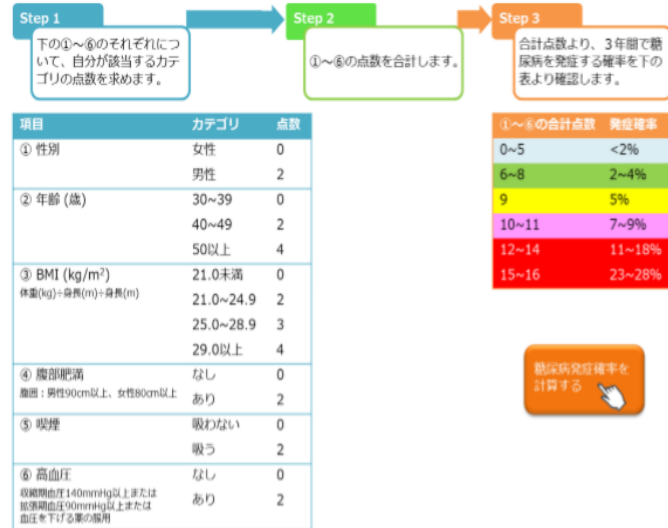 Step 1
下の①～⑥のそれぞれについ
て、自分が該当するカテ
ゴリの点数を求めます。
Step 2
①～⑥の点数を合計します。
Step 3
合計点数より、３年間で糖
尿病を発症する確率を下の
表より確認します。
項目 カテゴリ 点数
① 性別 女性 0
男性 2
② 年齢 (歳) 30~39 0
40~49 2
50以上 4
③ BMI (kg/m²) 21.0未満 0
体重(kg)÷身長(m)÷身長(m)
21.0~24.9 2
25.0~28.9 3
29.0以上 4
④ 腹部肥満 なし 0
腹囲：男性90cm以上、女性80cm以上
あり 2
⑤ 喫煙 吸わない 0
吸う 2
⑥ 高血圧 なし 0
収縮期血圧140mmHg以上または
拡張期血圧90mmHg以上または
血圧を下げる薬の服用
あり 2
①～⑥の合計点数 発症確率
0~5 <2%
6~8 2~4%
9 5%
10~11 7~9%
12~14 11~18%
15~16 23~28%
糖尿病発症確率を
計算する